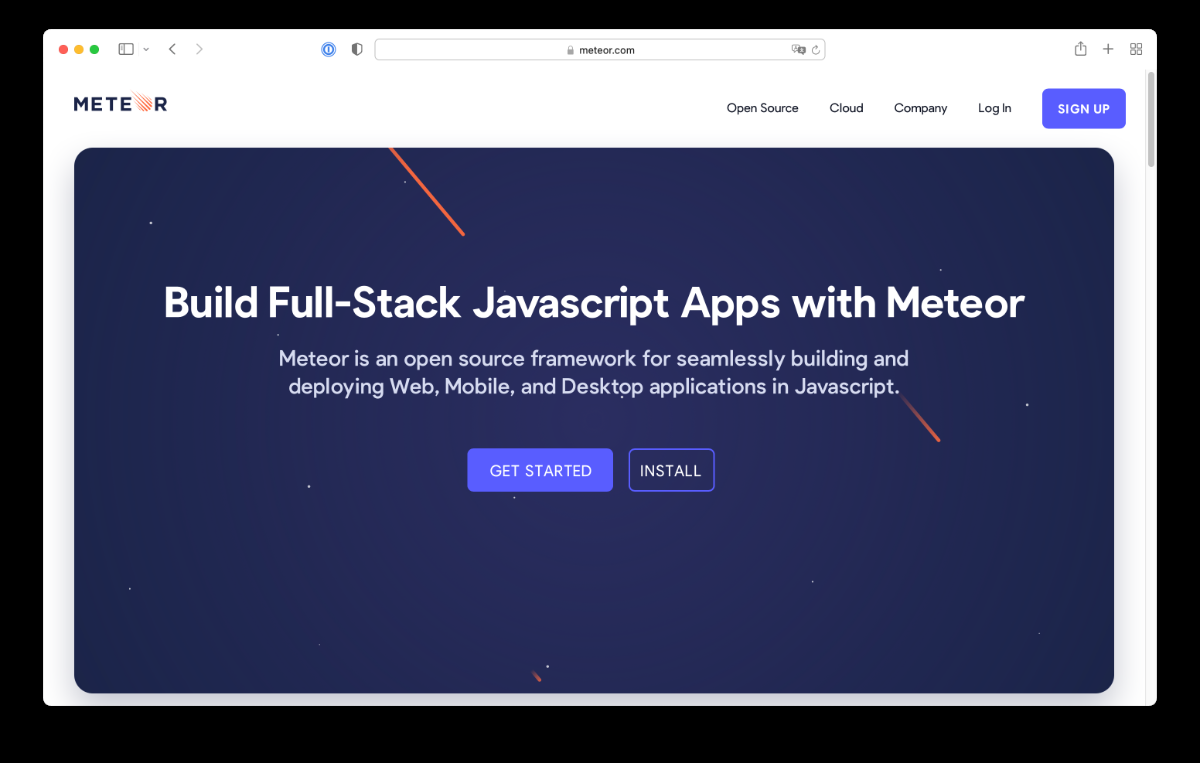 meteor.com
METEOR
Open Source
Cloud
Company
Log In
SIGN UP
Build Full-Stack Javascript Apps with Meteor
Meteor is an open source framework for seamlessly building and
deploying Web, Mobile, and Desktop applications in Javascript.
GET STARTED
INSTALL